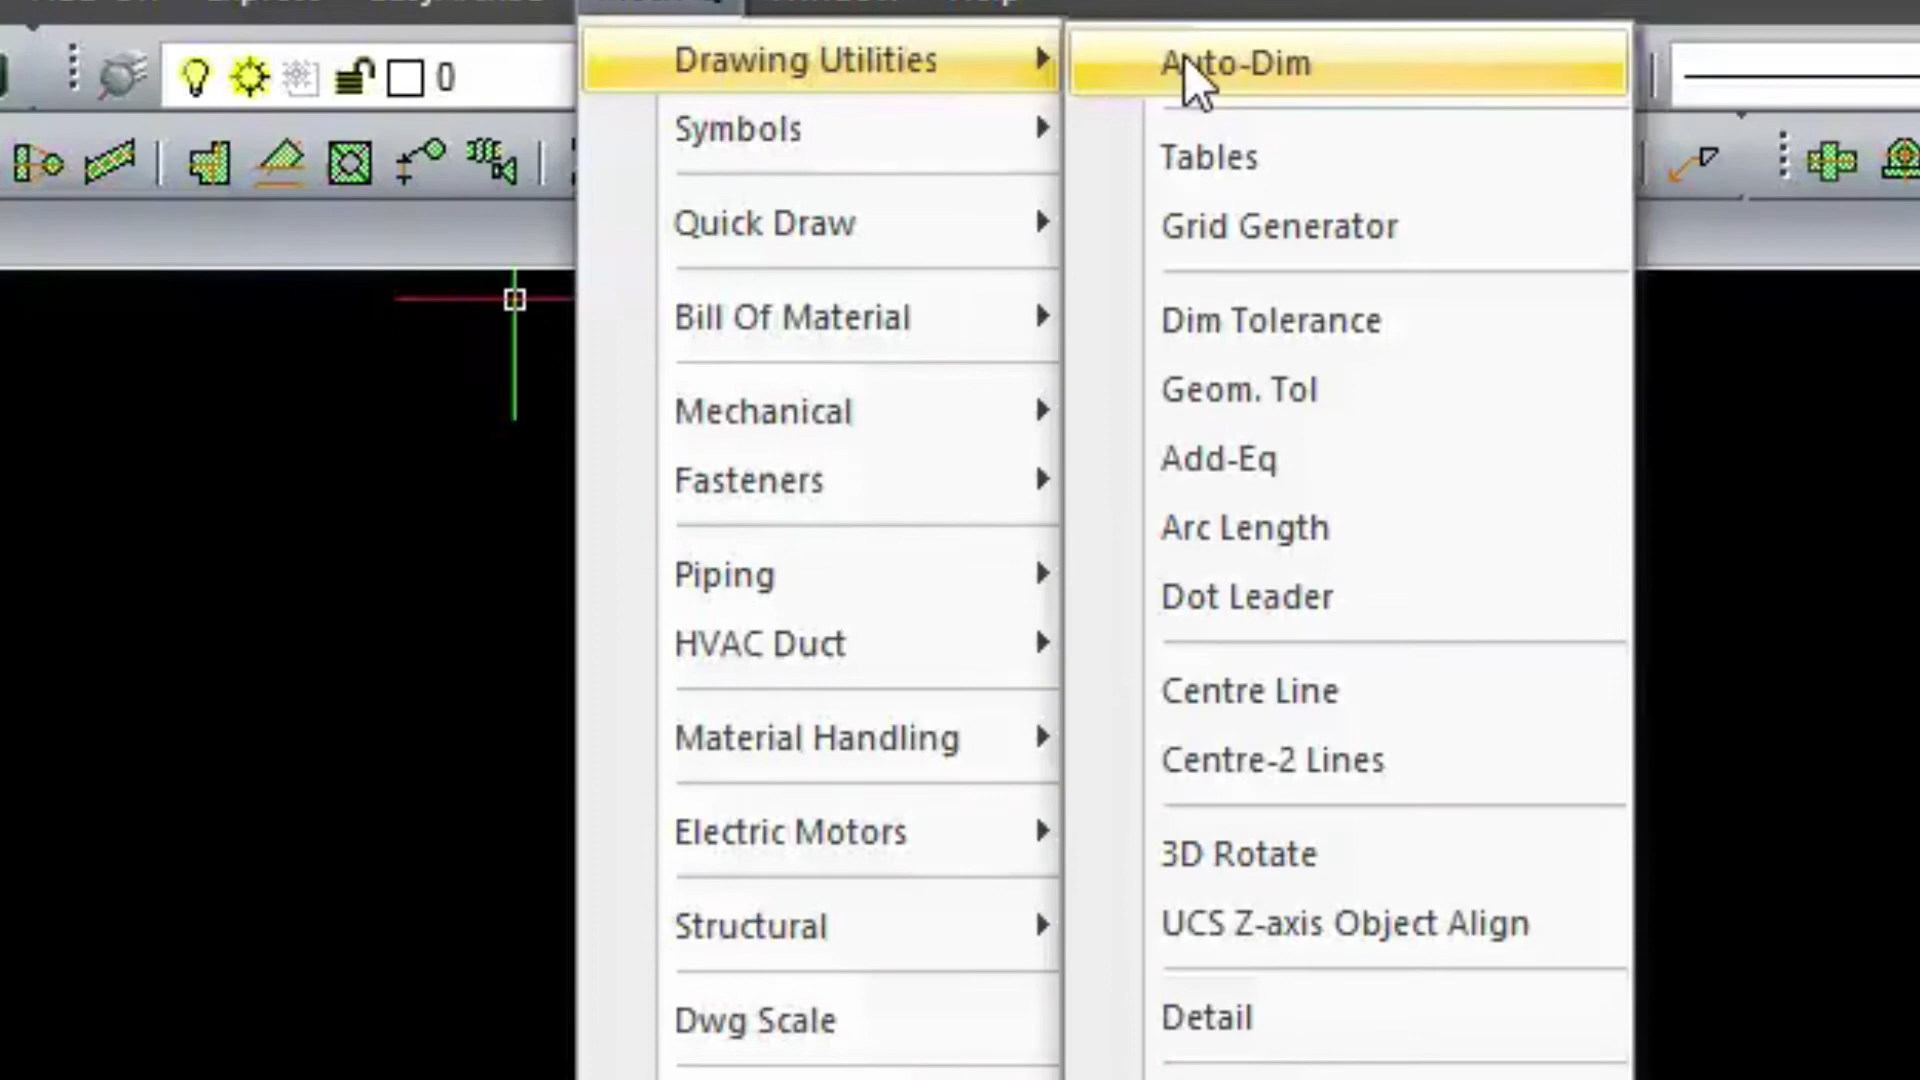 Window Help
0
Drawing Utilities
Symbols
Quick Draw
Bill Of Material
Mechanical
Fasteners
Piping
HVAC Duct
Material Handling
Electric Motors
Structural
Dwg Scale
Auto-Dim
Tables
Grid Generator
Dim Tolerance
Geom. Tol
Add-Eq
Arc Length
Dot Leader
Centre Line
Centre-2 Lines
3D Rotate
UCS Z-axis Object Align
Detail